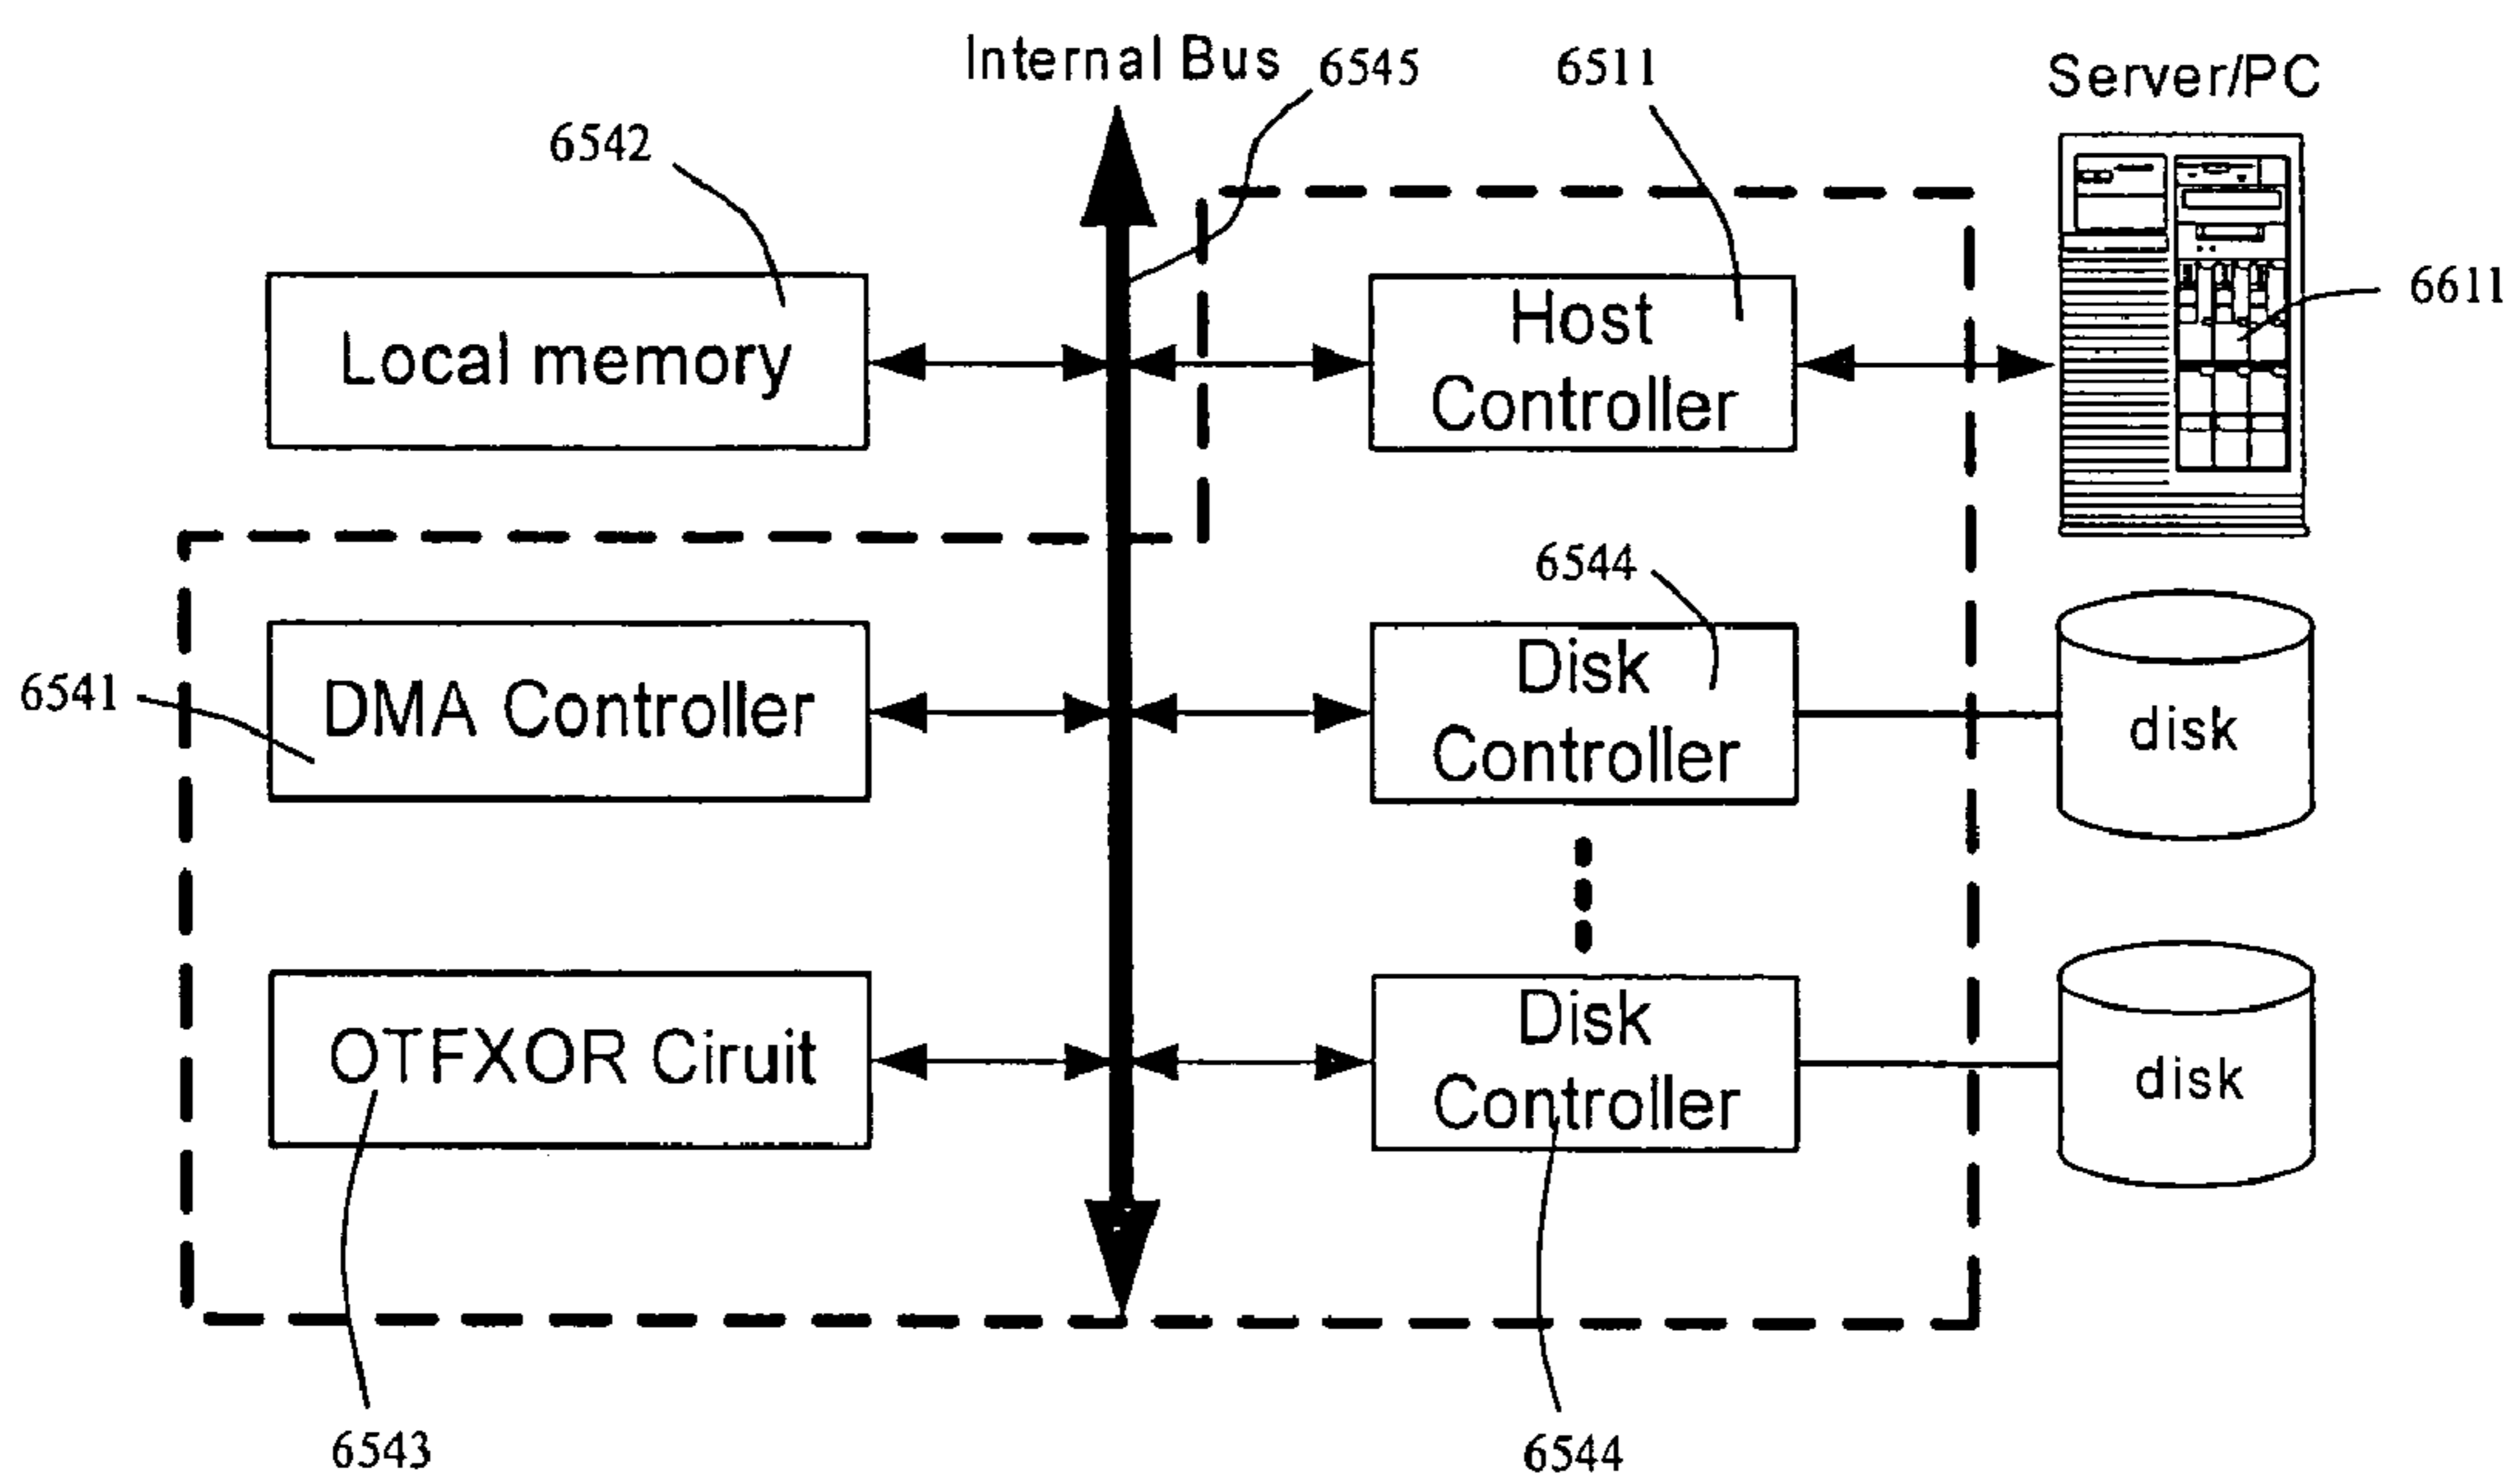 Internal Bus
6545
6511
Server/PC
6542
6611
Local memory
Host
Controller
6544
6541
DMA Controller
Disk
Controller
disk
OTFXOR Ciruit
Disk
Controller
disk
6543
6544